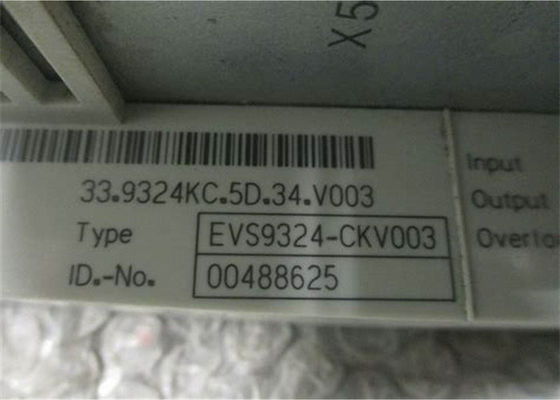 X5
33.9324KC.5D.34.V003
Type EVS9324-CKV003
ID.-No. 00488625
Input
Output